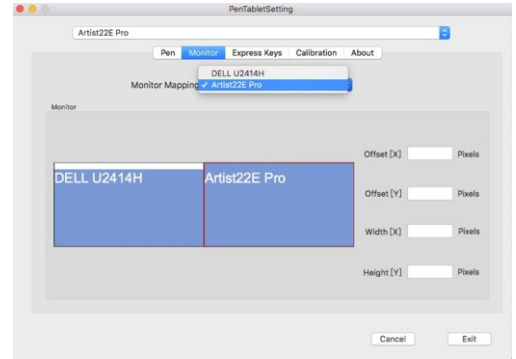 PenTabletSetting
Artist22E Pro
Pen Monitor Express Keys Calibration About
DELL U2414H
Monitor Mapping ✓ Artist22E Pro
Monitor
Offset [X] Pixels
DELL U2414H Artist22E Pro
Offset [Y] Pixels
Width [X] Pixels
Height [Y] Pixels
Cancel Exit